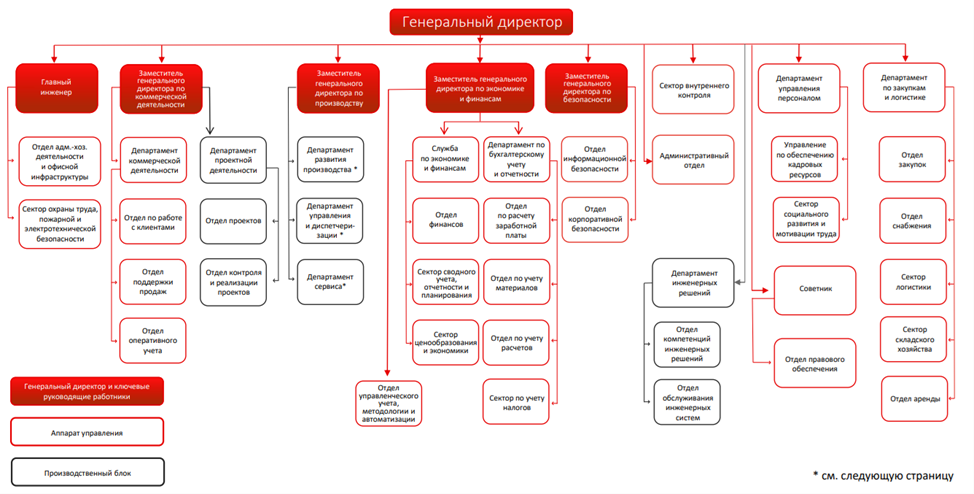 Генеральный директор
Главный
инженер
Заместитель
генерального
директора по
коммерческой
деятельности
Заместитель
генерального
директора по
производству
Заместитель генерального
директора по экономике
и финансам
Заместитель
генерального
директора по
безопасности
Сектор внутреннего
контроля
Департамент
управления
персоналом
Департамент
по закупкам
и логистике
Отдел адм.-хоз.
деятельности
и офисной
инфраструктуры
Департамент
коммерческой
деятельности
Департамент
проектной
деятельности
Департамент
развития
производства *
Служба
по экономике
и финансам
Департамент по
бухгалтерскому
учету
и отчетности
Отдел
информационной
безопасности
Административный
отдел
Управление
по обеспечению
кадровых
ресурсов
Отдел
закупок
Сектор охраны труда,
пожарной и
электротехнической
безопасности
Отдел по работе
с клиентами
Отдел проектов
Департамент
управления
и диспетчери-
зации *
Отдел
финансов
Отдел
по расчету
заработной
платы
Отдел
корпоративной
безопасности
Сектор
социального
развития и
мотивации труда
Отдел
снабжения
Отдел
поддержки
продаж
Отдел контроля
и реализации
проектов
Департамент
сервиса*
Сектор сводного
учета,
отчетности и
планирования
Отдел по учету
материалов
Департамент
инженерных
решений
Советник
Сектор
логистики
Отдел
оперативного
учета
Сектор
ценообразования
и экономики
Отдел по учету
расчетов
Отдел
компетенций
инженерных
решений
Отдел правового
обеспечения
Сектор
складского
хозяйства
Отдел
управленческого
учета,
методологии и
автоматизации
Сектор по учету
налогов
Отдел
обслуживания
инженерных
систем
Отдел аренды
Генеральный директор и ключевые
руководящие работники
Аппарат управления
Производственный блок
* см. следующую страницу